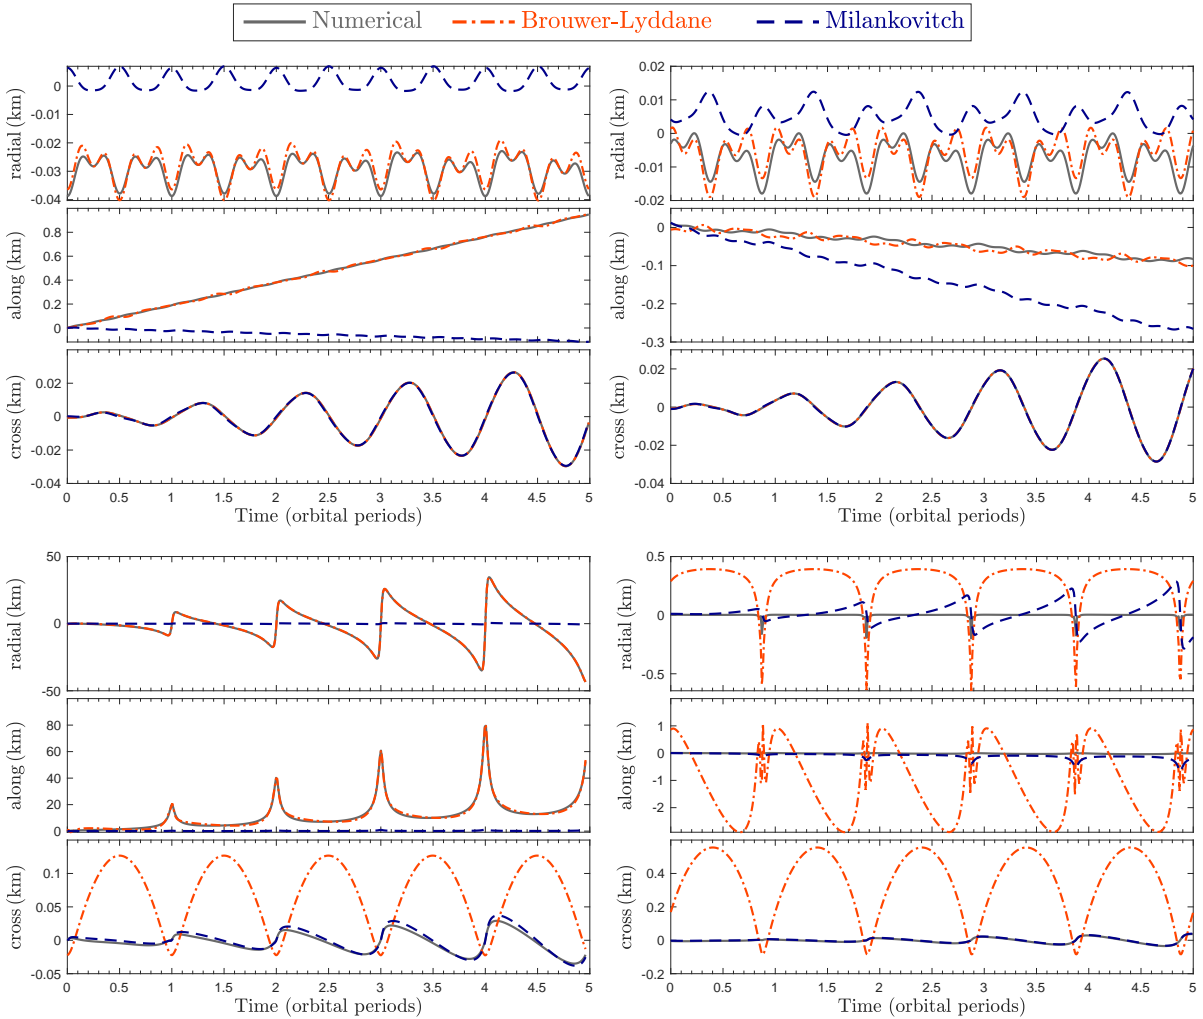 Numerical Brouwer-Lyddane Milankovitch
radial (km)
0
-0.01
-0.02
-0.03
-0.04
along (km)
0.8
0.6
0.4
0.2
0
cross (km)
0.02
0
-0.02
-0.04
0 0.5 1 1.5 2 2.5 3 3.5 4 4.5 5
Time (orbital periods)
radial (km)
0.02
0.01
0
-0.01
-0.02
along (km)
0
-0.1
-0.2
-0.3
cross (km)
0.04
0.02
0
-0.02
-0.04
0 0.5 1 1.5 2 2.5 3 3.5 4 4.5 5
Time (orbital periods)
radial (km)
50
0
-50
along (km)
80
60
40
20
0
cross (km)
0.1
0.05
0
-0.05
0 0.5 1 1.5 2 2.5 3 3.5 4 4.5 5
Time (orbital periods)
radial (km)
0.5
0
-0.5
along (km)
1
0
-1
-2
cross (km)
0.4
0.2
0
-0.2
0 0.5 1 1.5 2 2.5 3 3.5 4 4.5 5
Time (orbital periods)